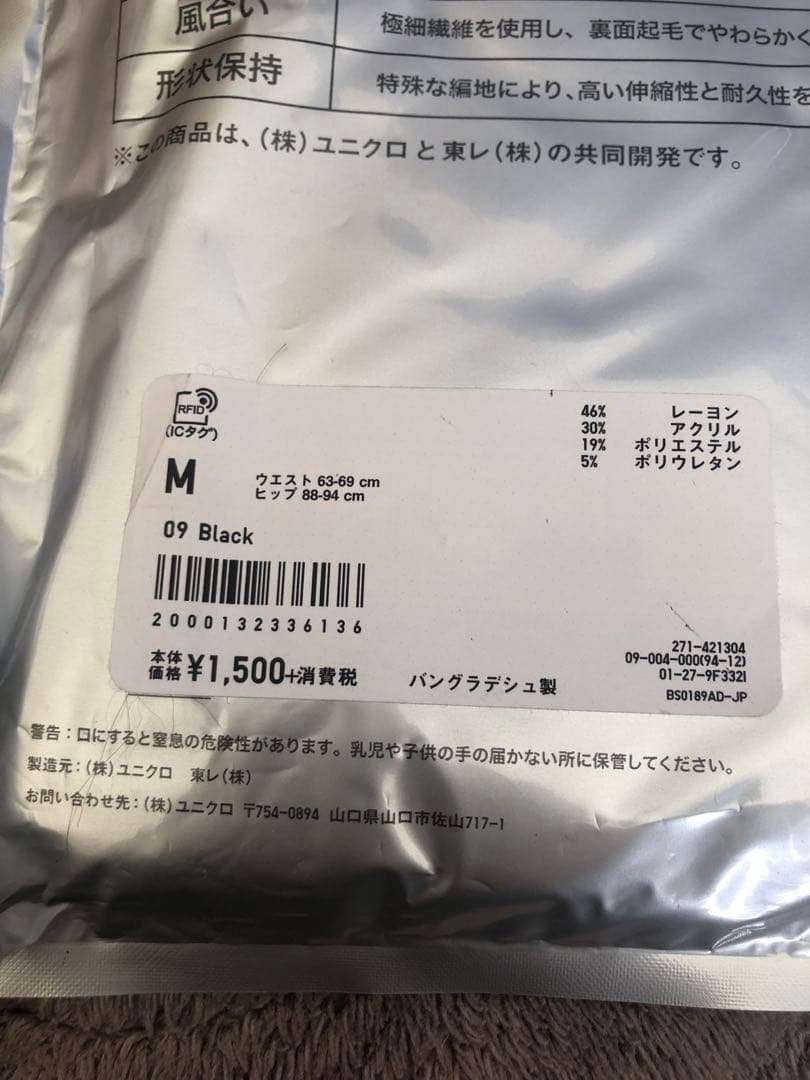 風合い 極細繊維を使用し、裏面起毛でやわらかく
形状保持 特殊な編地により、高い伸縮性と耐久性を
※この商品は、(株)ユニクロと東レ(株)の共同開発です。
RFID
(ICタグ)
46% レーヨン
30% アクリル
19% ポリエステル
5% ポリウレタン
M ウエスト 63-69 cm
ヒップ 88-94 cm
09 Black
2000132336136
本体価格 ¥1,500+消費税
バングラデシュ製
271-421304
09-004-000(94-12)
01-27-9F332I
BS0189AD-JP
警告:口にすると窒息の危険性があります。乳児や子供の手の届かない所に保管してください。
製造元:(株)ユニクロ 東レ(株)
お問い合わせ先:(株)ユニクロ 〒754-0894 山口県山口市佐山717-1